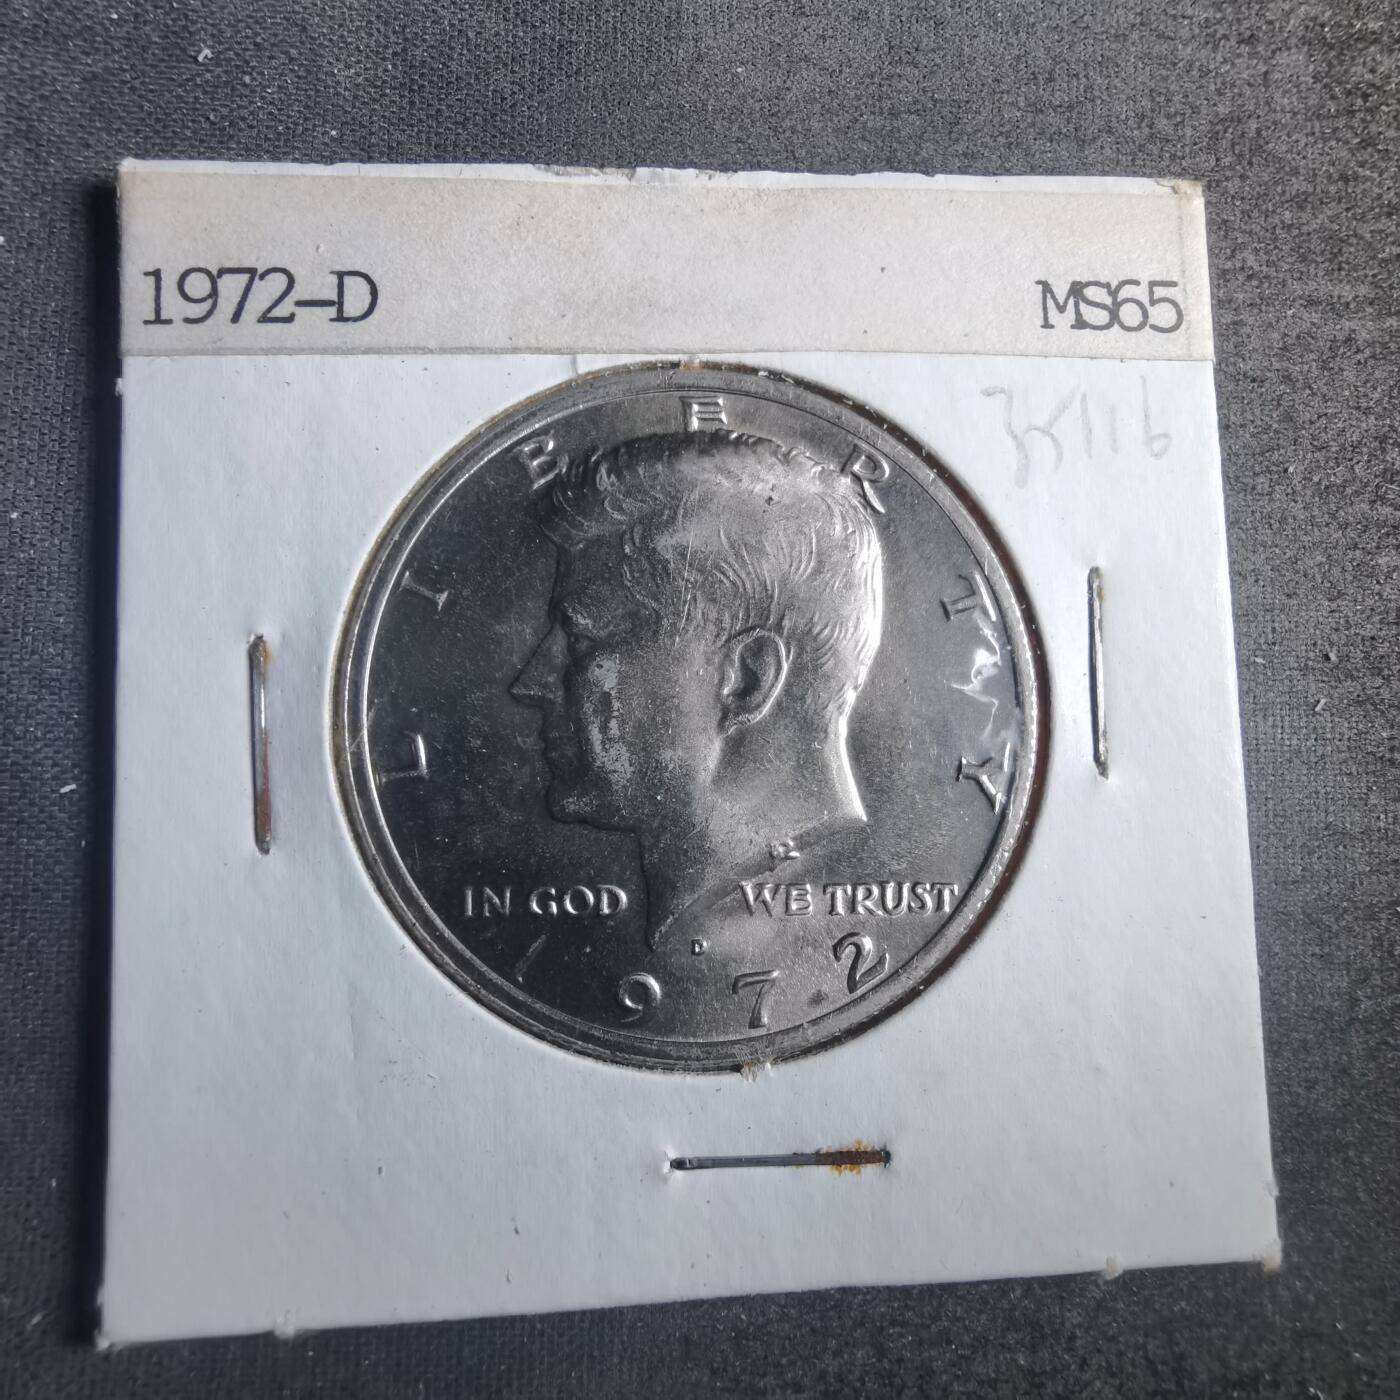 1972-D MS65
LIBERTY
IN GOD WE TRUST
D
1972